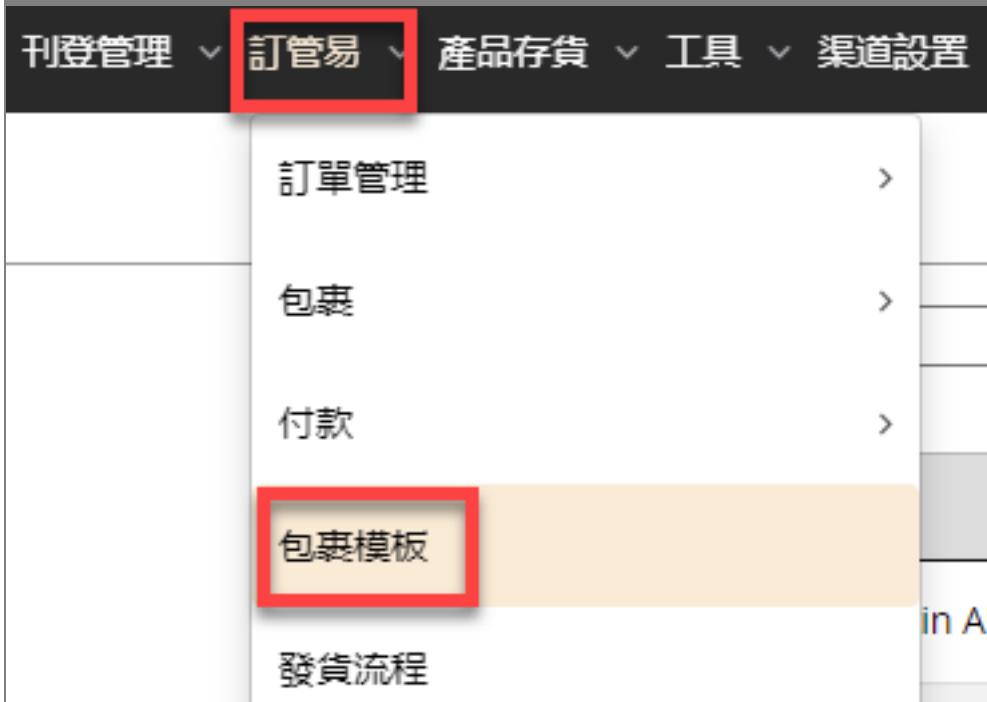 刊登管理 訂管易 產品存貨 工具 渠道設置
訂單管理
包裹
付款
包裹模板
in A
發貨流程